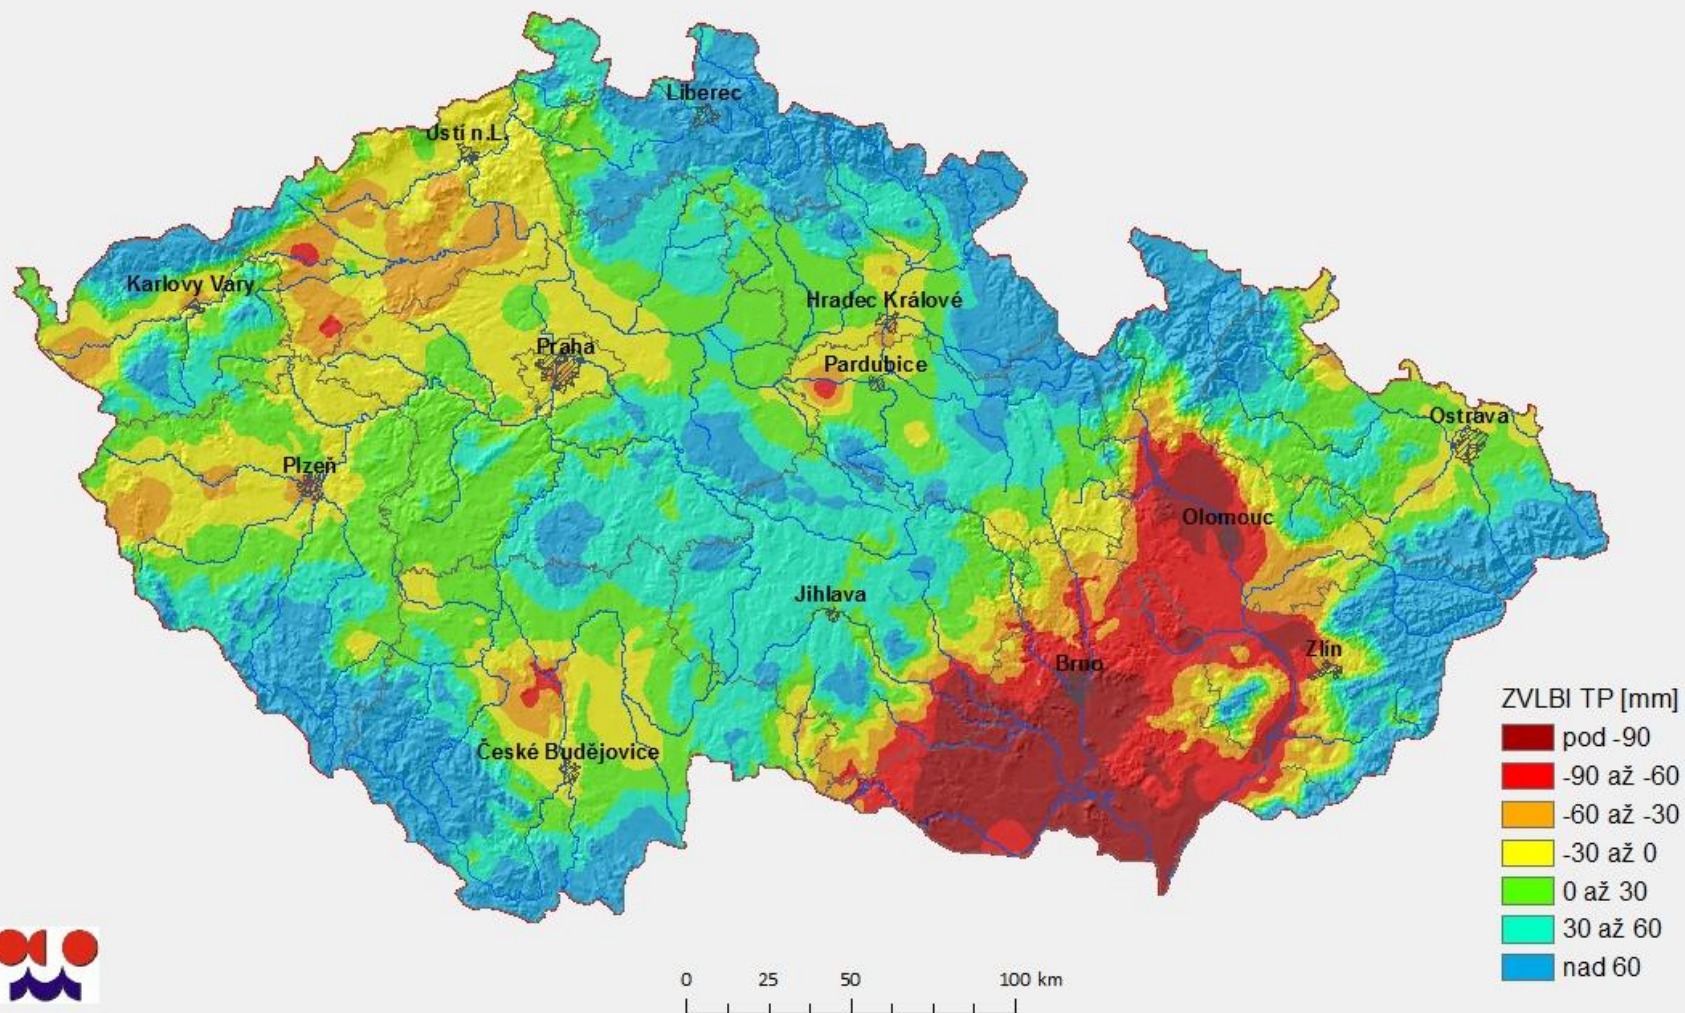 Liberec
Ústí n.L.
Karlovy Vary
Hradec Králové
Praha
Pardubice
Ostrava
Plzeň
Olomouc
Jihlava
Zlín
Brno
České Budějovice
ZVLBI TP [mm]
pod -90
-90 až -60
-60 až -30
-30 až 0
0 až 30
30 až 60
nad 60
0 25 50 100 km